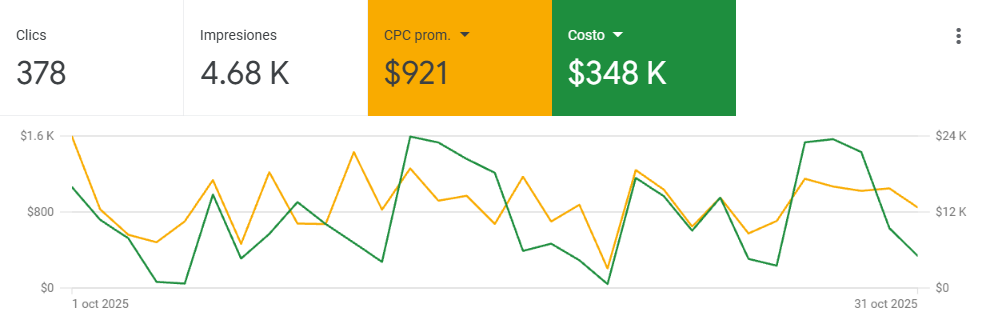 Clics Impresiones CPC prom. Costo
378 4.68 K $921 $348 K
$1.6 K $24 K
$800 $12 K
$0 $0
1 oct 2025 31 oct 2025